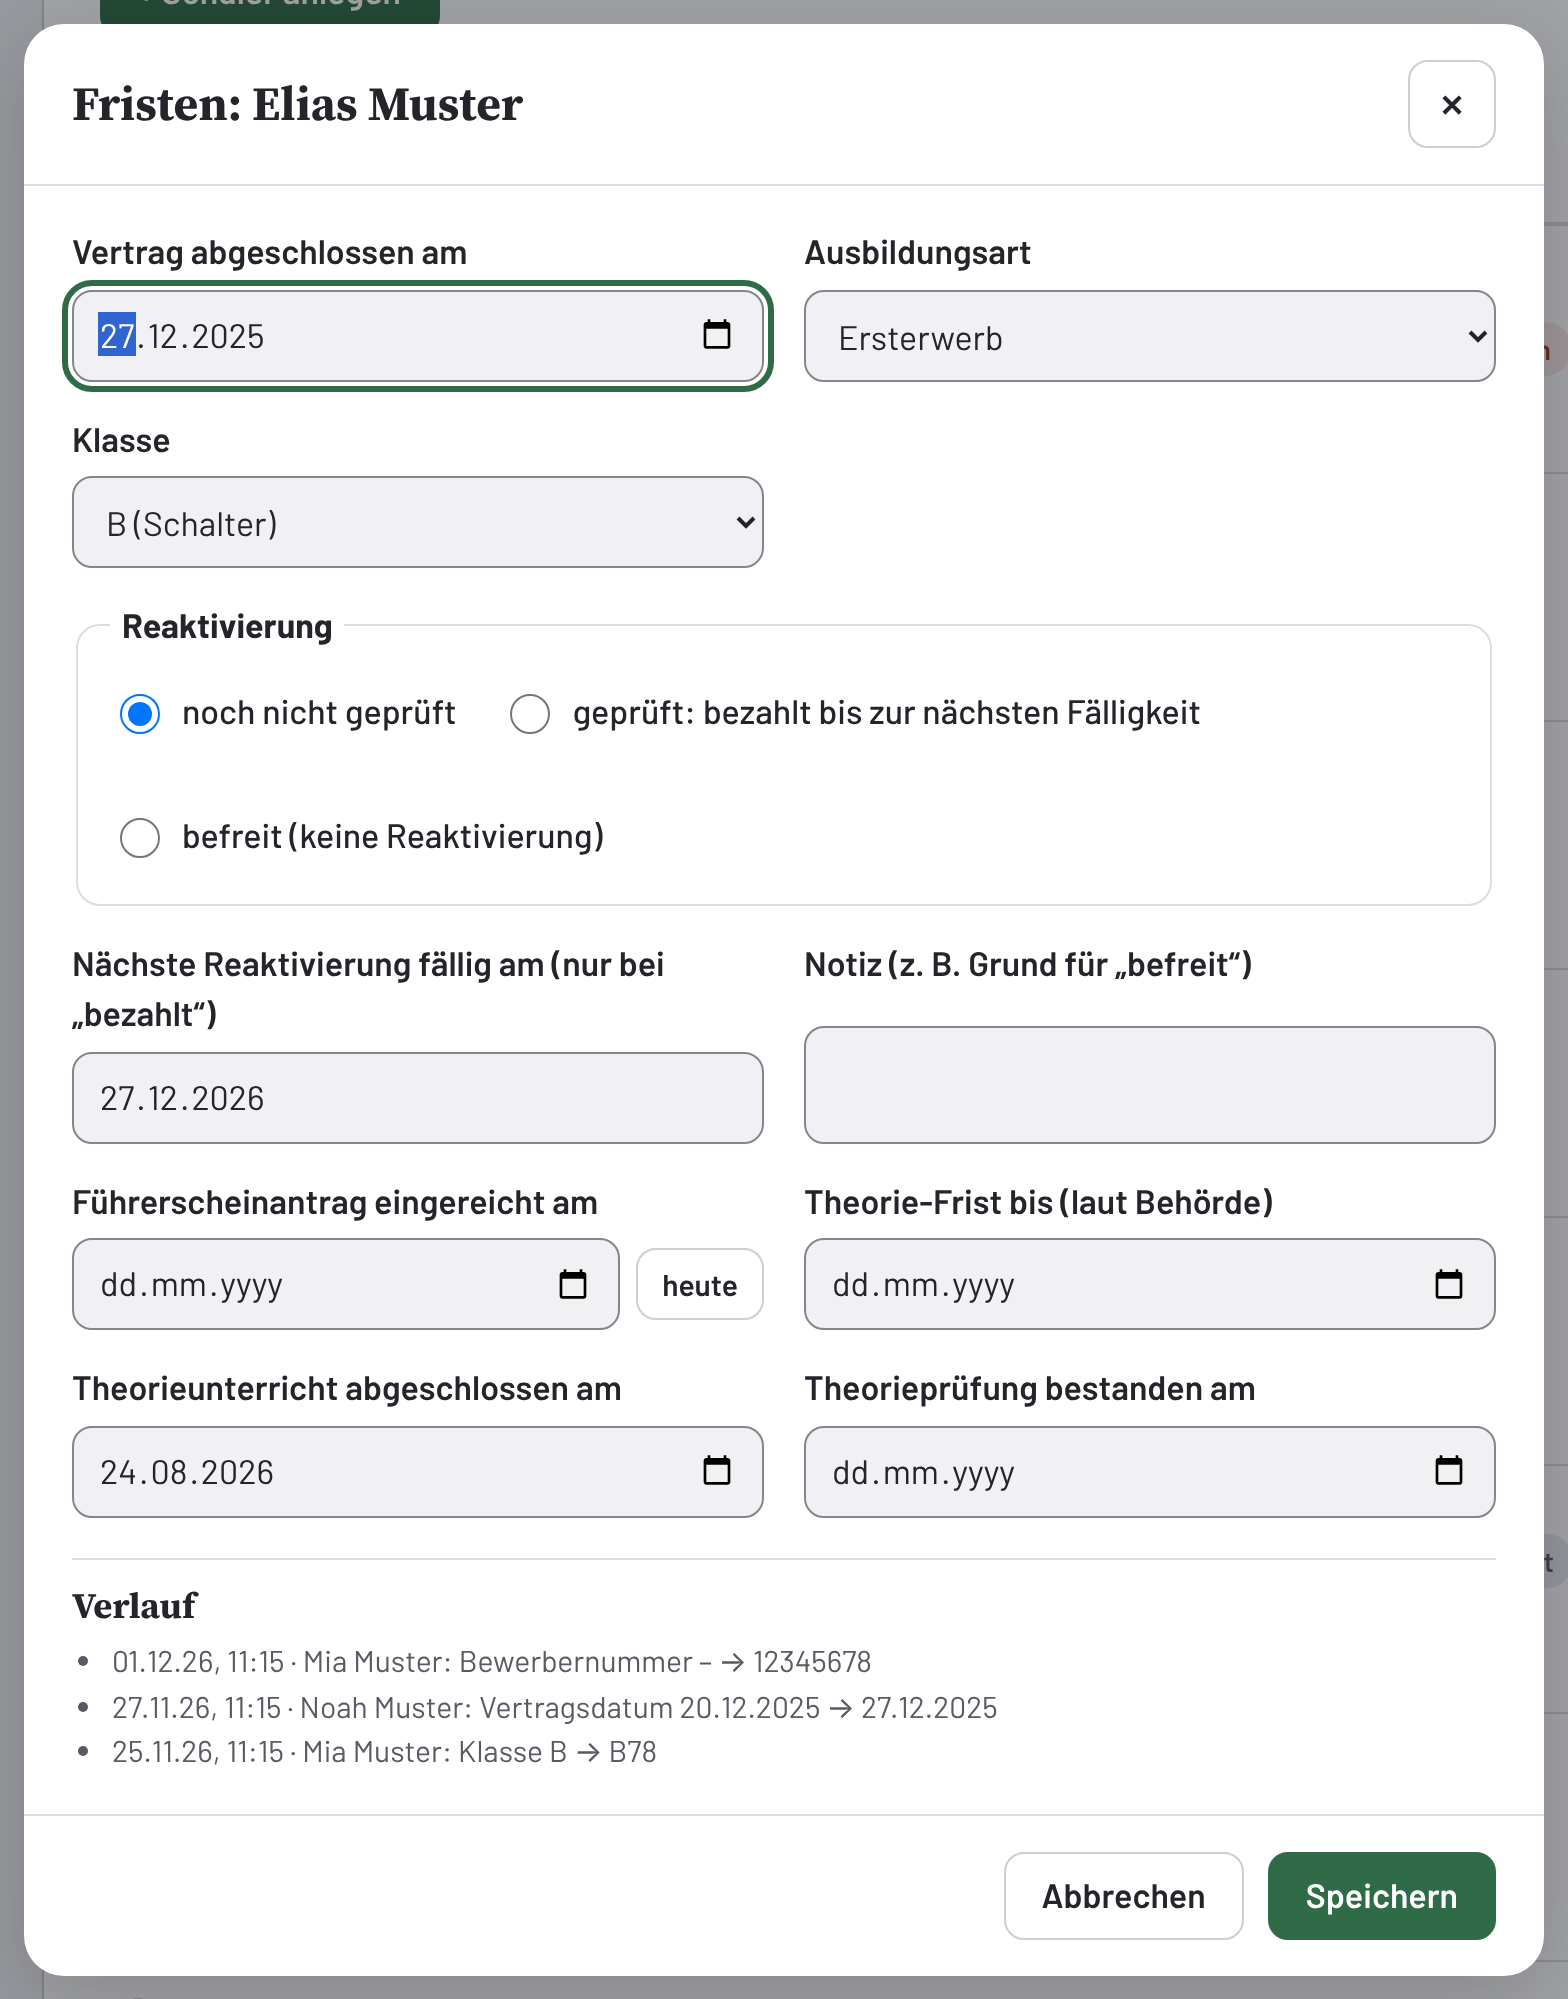 Fristen: Elias Muster
×
Vertrag abgeschlossen am
27.12.2025
Ausbildungsart
Ersterwerb
Klasse
B (Schalter)
Reaktivierung
noch nicht geprüft
geprüft: bezahlt bis zur nächsten Fälligkeit
befreit (keine Reaktivierung)
Nächste Reaktivierung fällig am (nur bei
„bezahlt“)
27.12.2026
Notiz (z. B. Grund für „befreit“)
Führerscheinantrag eingereicht am
dd.mm.yyyy
heute
Theorie-Frist bis (laut Behörde)
dd.mm.yyyy
Theorieunterricht abgeschlossen am
24.08.2026
Theorieprüfung bestanden am
dd.mm.yyyy
Verlauf
• 01.12.26, 11:15 · Mia Muster: Bewerbernummer – → 12345678
• 27.11.26, 11:15 · Noah Muster: Vertragsdatum 20.12.2025 → 27.12.2025
• 25.11.26, 11:15 · Mia Muster: Klasse B → B78
Abbrechen
Speichern